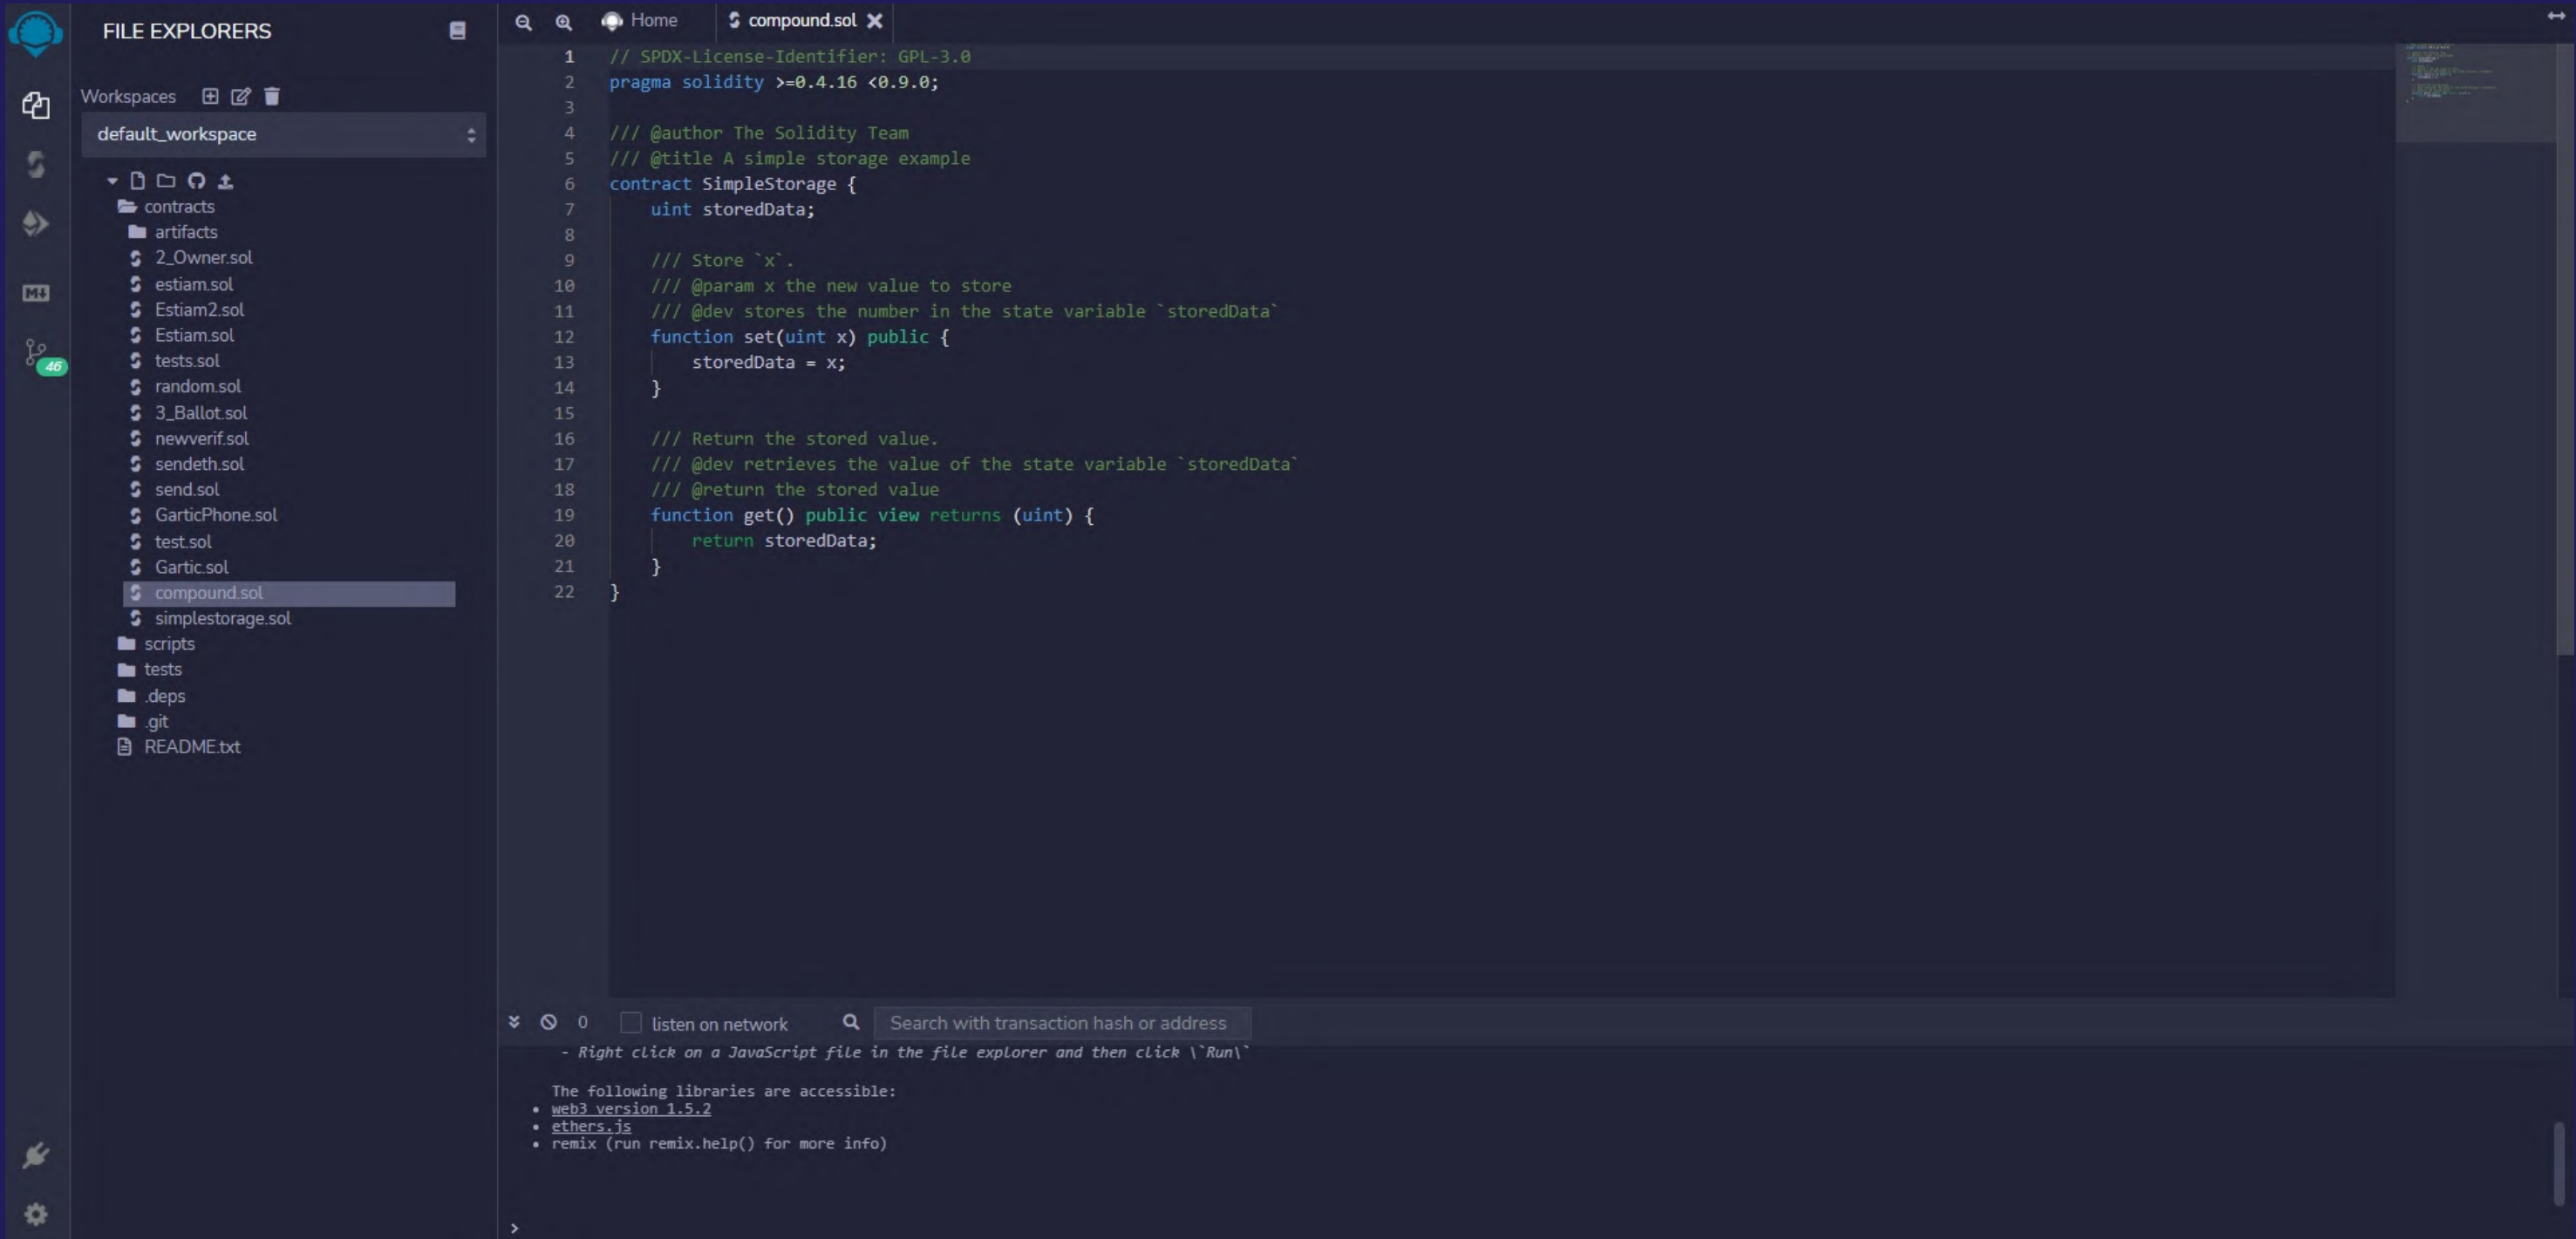 FILE EXPLORERS
Workspaces
default_workspace
contracts
artifacts
2_Owner.sol
estiam.sol
Estiam2.sol
Estiam.sol
tests.sol
random.sol
3_Ballot.sol
newverif.sol
sendeth.sol
send.sol
GarticPhone.sol
test.sol
Gartic.sol
compound.sol
simplestorage.sol
scripts
tests
.deps
.git
README.txt
46
Home
compound.sol
1 // SPDX-License-Identifier: GPL-3.0
2 pragma solidity >=0.4.16 <0.9.0;
3
4 /// @author The Solidity Team
5 /// @title A simple storage example
6 contract SimpleStorage {
7 uint storedData;
8
9 /// Store `x`.
10 /// @param x the new value to store
11 /// @dev stores the number in the state variable `storedData`
12 function set(uint x) public {
13 storedData = x;
14 }
15
16 /// Return the stored value.
17 /// @dev retrieves the value of the state variable `storedData`
18 /// @return the stored value
19 function get() public view returns (uint) {
20 return storedData;
21 }
22 }
0 listen on network Search with transaction hash or address
- Right click on a JavaScript file in the file explorer and then click \`Run\`
The following libraries are accessible:
• web3 version 1.5.2
• ethers.js
• remix (run remix.help() for more info)
>